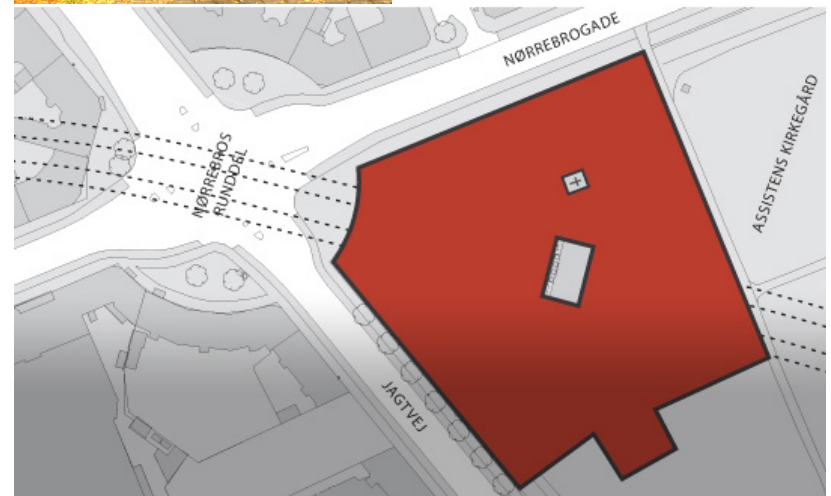 NØRREBROGADE
NØRREBROS
RUNDDEL
ASSISTENS KIRKEGÅRD
JAGTVEJ